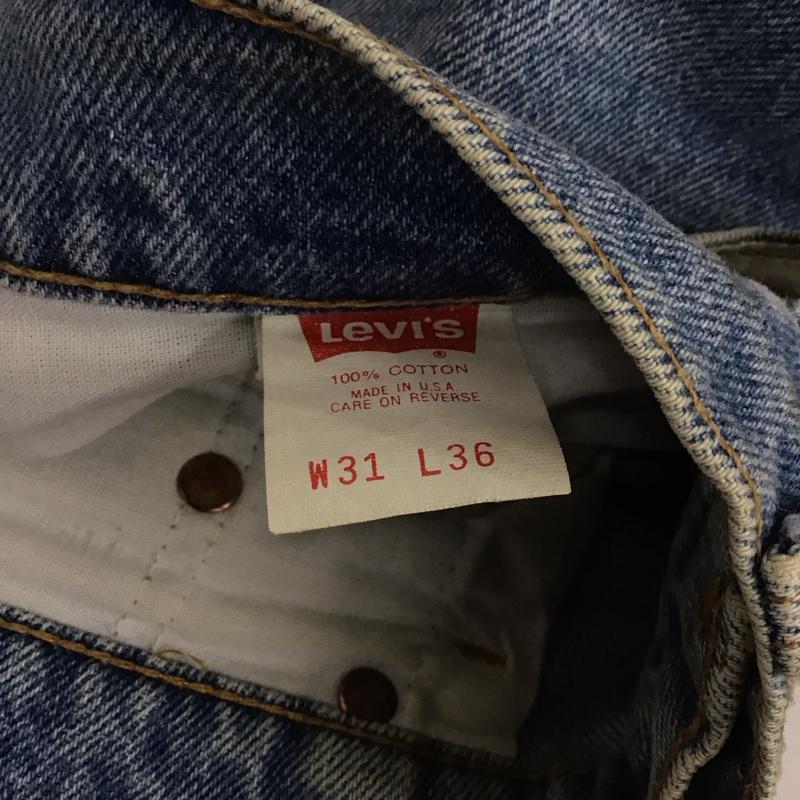 Levi's
®
100% COTTON
MADE IN U.S.A.
CARE ON REVERSE
W31 L36